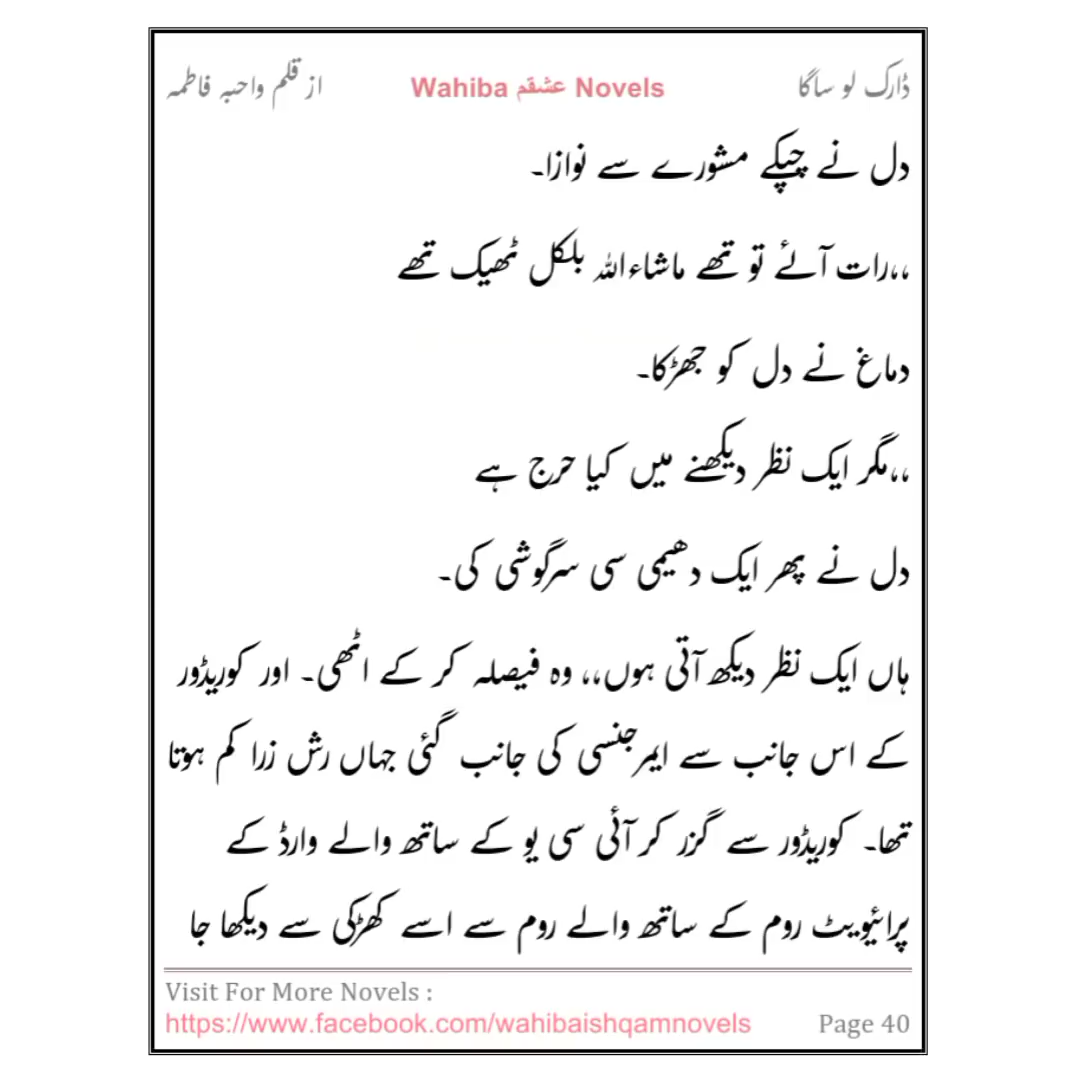 ڈارک لو ساگا Wahiba عشقم Novels از قلم واحبہ فاطمہ
دل نے چپکے مشورے سے نوازا۔
،،رات آئے تو تھے ماشاءاللہ بلکل ٹھیک تھے
دماغ نے دل کو جھڑکا۔
،،مگر ایک نظر دیکھنے میں کیا حرج ہے
دل نے پھر ایک دھیمی سی سرگوشی کی۔
ہاں ایک نظر دیکھ آتی ہوں،، وہ فیصلہ کر کے اٹھی۔ اور کوریڈور
کے اس جانب سے ایمرجنسی کی جانب گئی جہاں رش زرا کم ہوتا
تھا۔ کوریڈور سے گزر کر آئی سی یو کے ساتھ والے وارڈ کے
پرائیویٹ روم کے ساتھ والے روم سے اسے کھڑکی سے دیکھا جا
Visit For More Novels :
https://www.facebook.com/wahibaishqamnovels Page 40